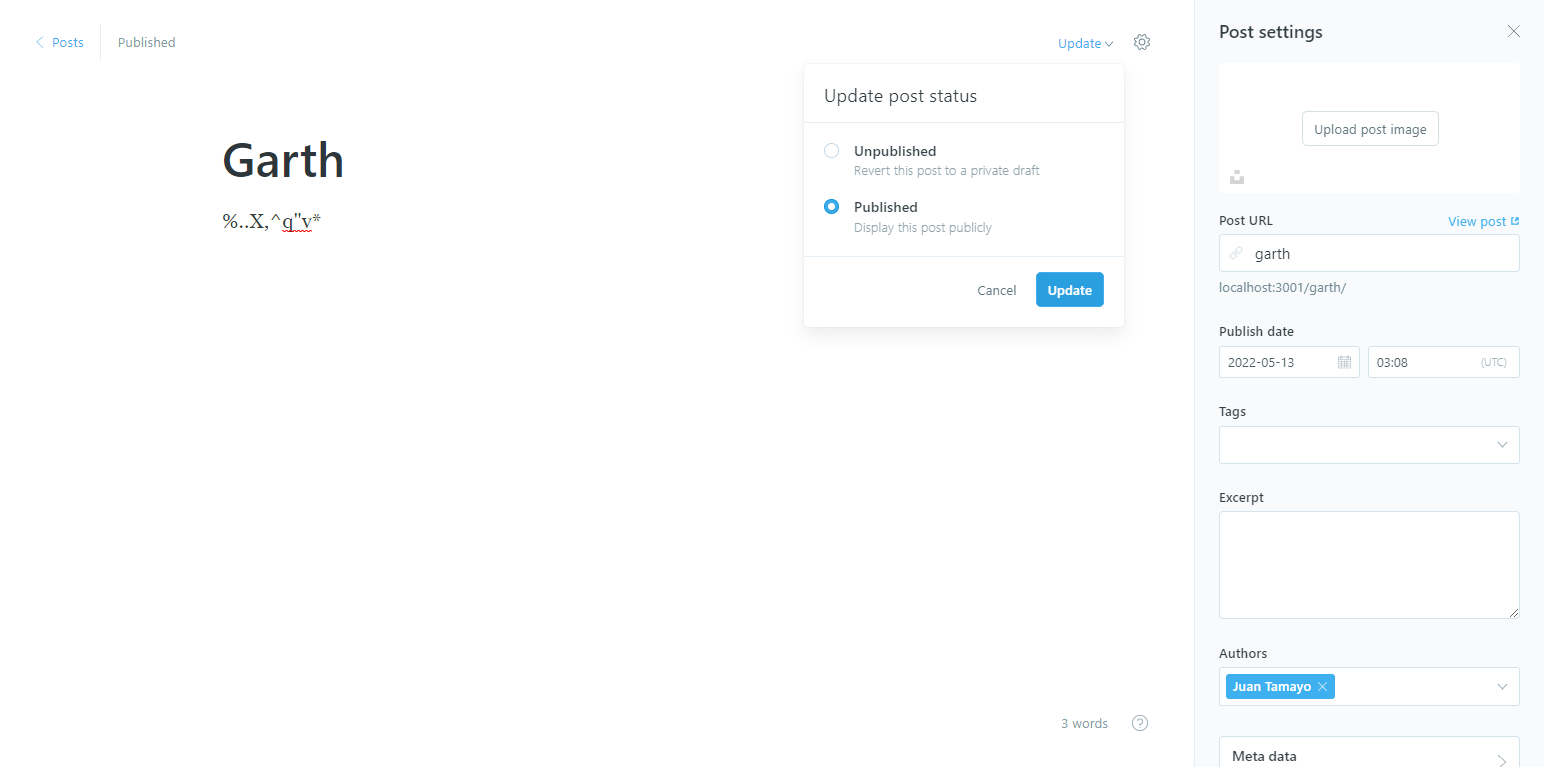 Posts
Published
Update
Update post status
Unpublished
Revert this post to a private draft
Published
Display this post publicly
Cancel
Update
Garth
%..X,^q"v*
3 words
?
Post settings
Upload post image
Post URL
View post
garth
localhost:3001/garth/
Publish date
2022-05-13
03:08
(UTC)
Tags
Excerpt
Authors
Juan Tamayo
Meta data